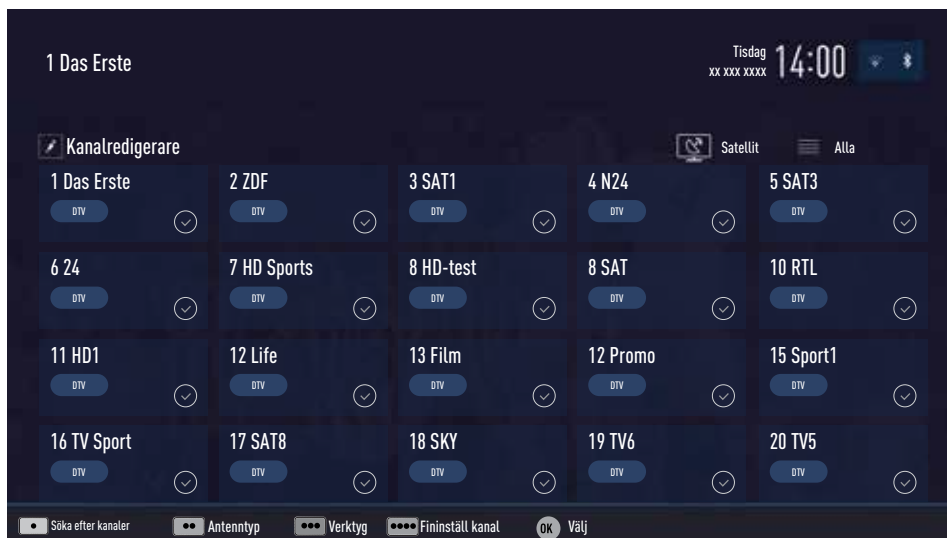 1 Das Erste
Tisdag
xx xxx xxxx
14:00
Kanalredigerare
Satellit
Alla
1 Das Erste
2 ZDF
3 SAT1
4 N24
5 SAT3
DTV
DTV
DTV
DTV
DTV
6 24
7 HD Sports
8 HD-test
8 SAT
10 RTL
DTV
DTV
DTV
DTV
DTV
11 HD1
12 Life
13 Film
12 Promo
15 Sport1
DTV
DTV
DTV
DTV
DTV
16 TV Sport
17 SAT8
18 SKY
19 TV6
20 TV5
DTV
DTV
DTV
DTV
DTV
Söka efter kanaler
Antenntyp
Verktyg
Fininställ kanal
OK
Välj